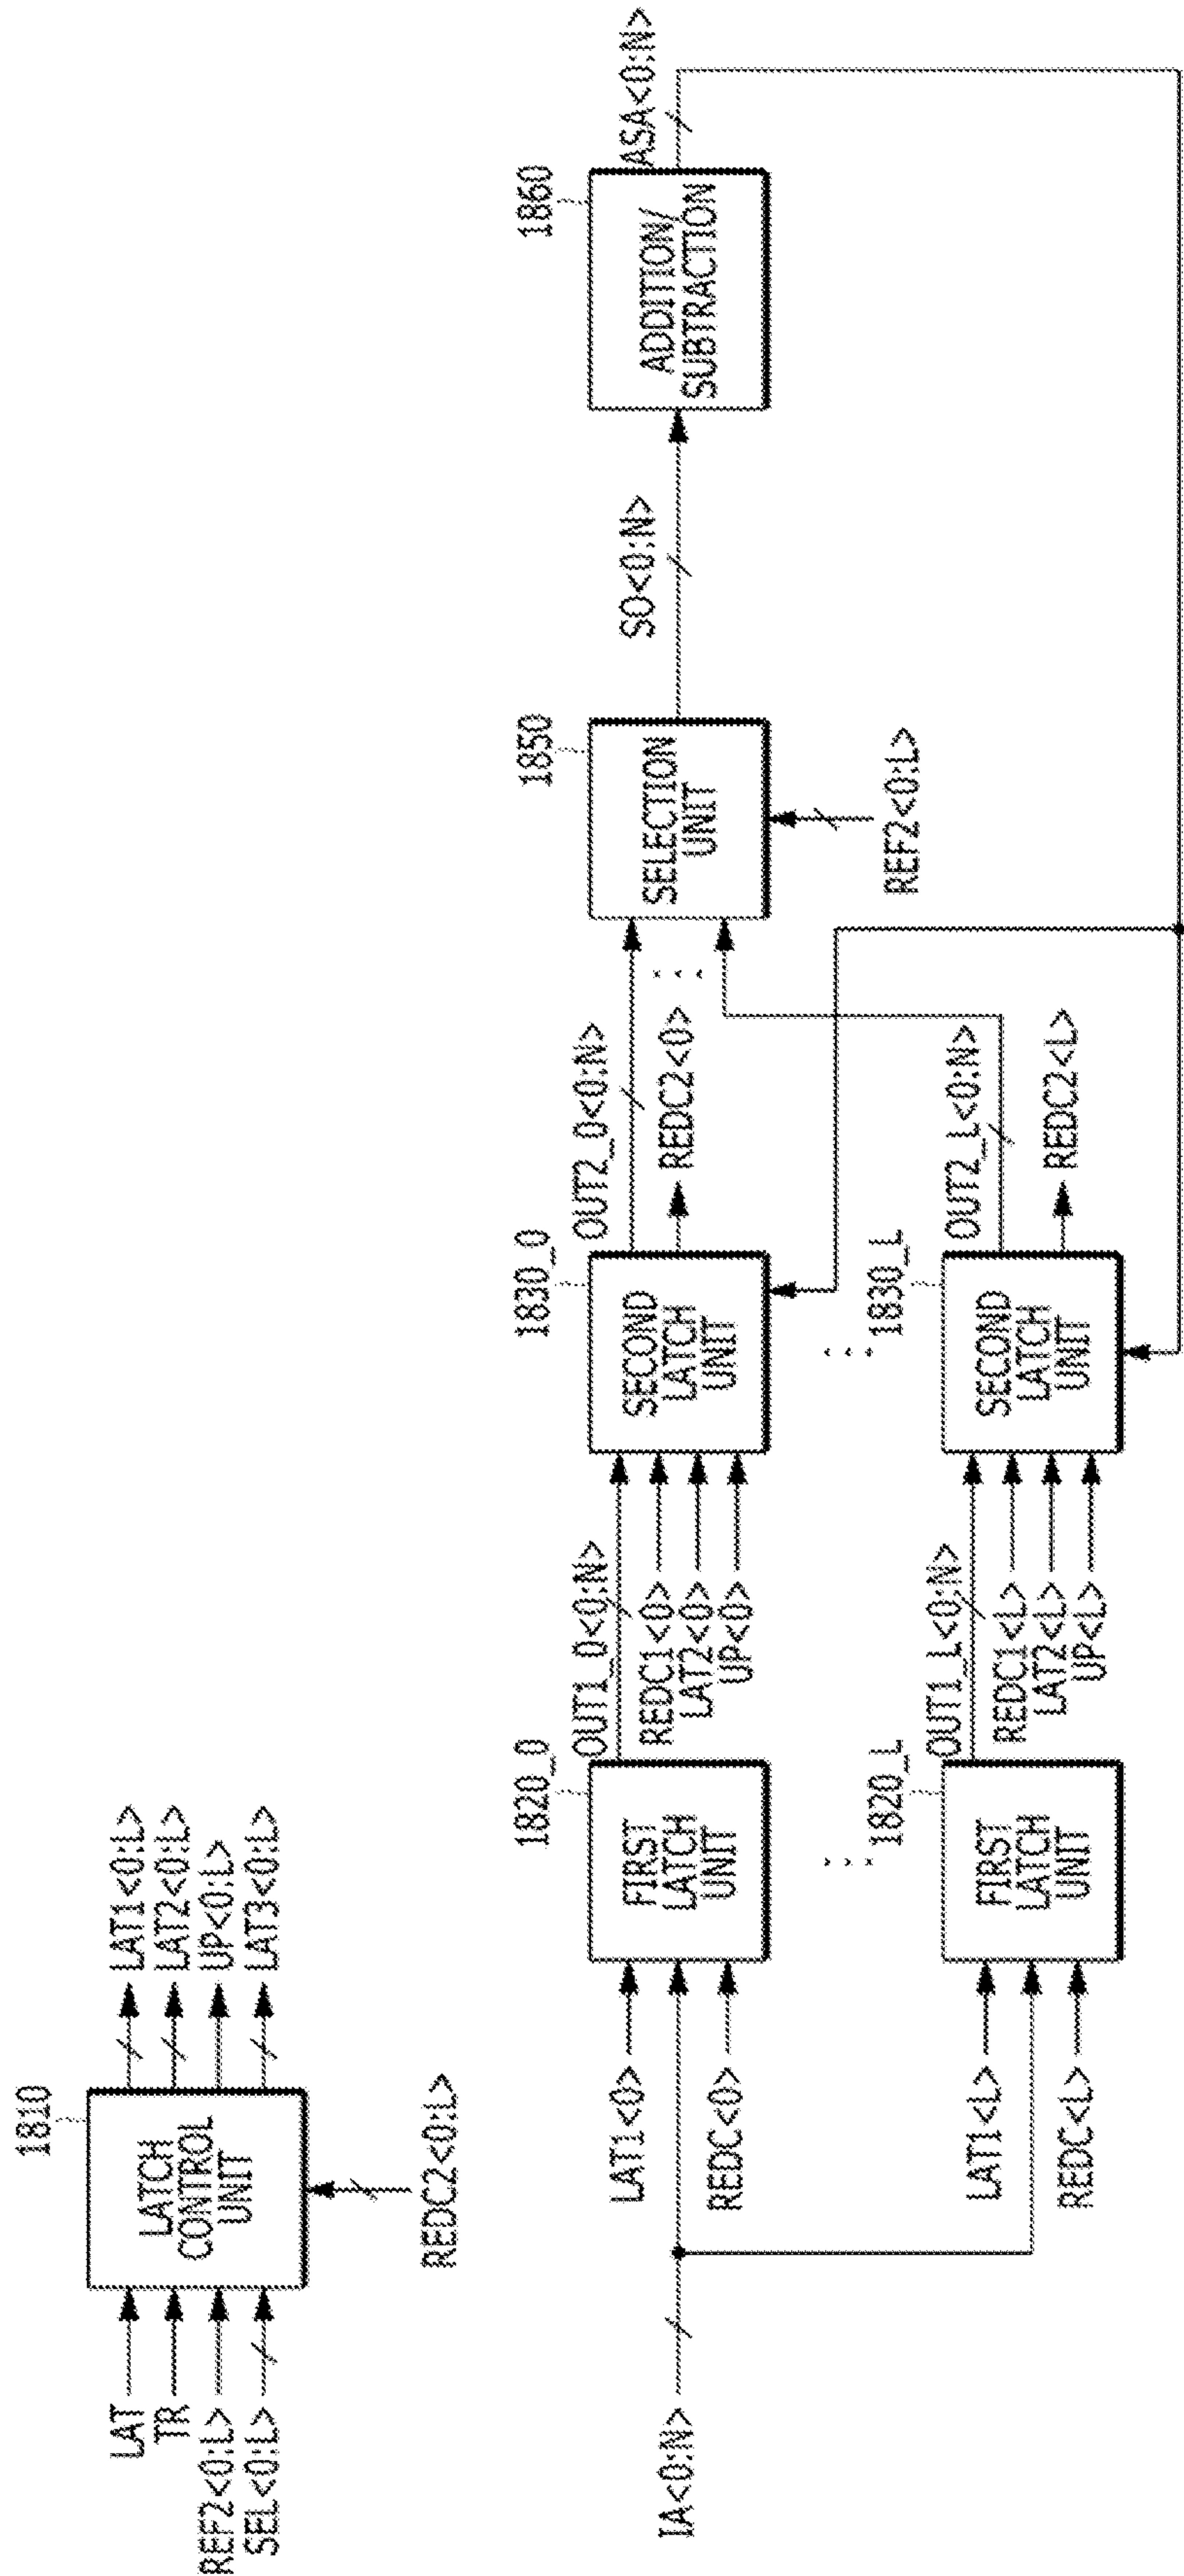 1810
LAT
TR
REF2<0:L>
SEL<0:L>
LATCH
CONTROL
UNIT
LAT1<0:L>
LAT2<0:L>
UP<0:L>
LAT3<0:L>
REDC2<0:L>
IA<0:N>
LAT1<0>
REDC<0>
1820_0
FIRST
LATCH
UNIT
OUT1_0<0:N>
REDC1<0>
LAT2<0>
UP<0>
1830_0
SECOND
LATCH
UNIT
OUT2_0<0:N>
REDC2<0>
1850
SELECTION
UNIT
REF2<0:L>
SO<0:N>
1860
ADDITION/
SUBTRACTION
ASA<0:N>
LAT1<L>
REDC<L>
1820_L
FIRST
LATCH
UNIT
OUT1_L<0:N>
REDC1<L>
LAT2<L>
UP<L>
1830_L
SECOND
LATCH
UNIT
OUT2_L<0:N>
REDC2<L>